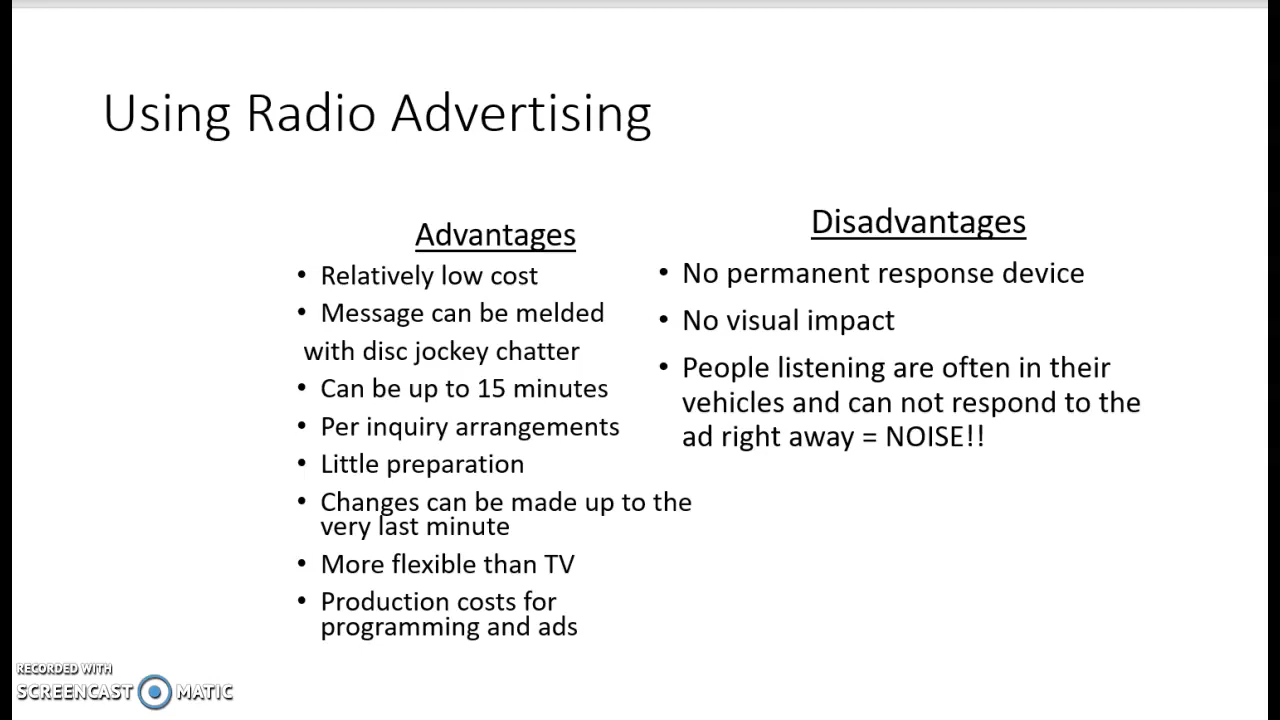 Using Radio Advertising
Advantages
• Relatively low cost
• Message can be melded
with disc jockey chatter
• Can be up to 15 minutes
• Per inquiry arrangements
• Little preparation
• Changes can be made up to the
very last minute
• More flexible than TV
• Production costs for
programming and ads
Disadvantages
• No permanent response device
• No visual impact
• People listening are often in their
vehicles and can not respond to the
ad right away = NOISE!!
RECORDED WITH
SCREENCAST MATIC